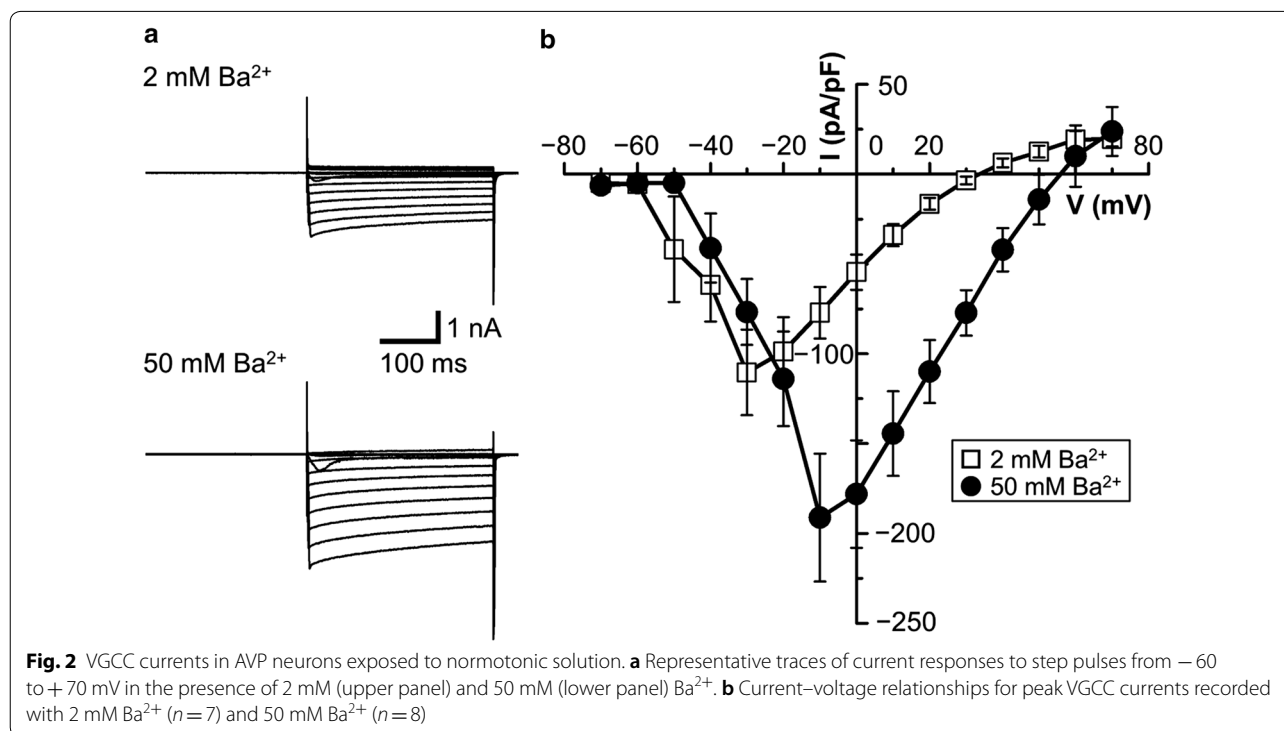 a
2 mM Ba²⁺
1 nA
100 ms
50 mM Ba²⁺
b
I (pA/pF)
50
−80 −60 −40 −20 0 20 40 60 80
V (mV)
−100
−200
−250
2 mM Ba²⁺
50 mM Ba²⁺
Fig. 2 VGCC currents in AVP neurons exposed to normotonic solution. a Representative traces of current responses to step pulses from − 60
to + 70 mV in the presence of 2 mM (upper panel) and 50 mM (lower panel) Ba²⁺. b Current–voltage relationships for peak VGCC currents recorded
with 2 mM Ba²⁺ (n = 7) and 50 mM Ba²⁺ (n = 8)